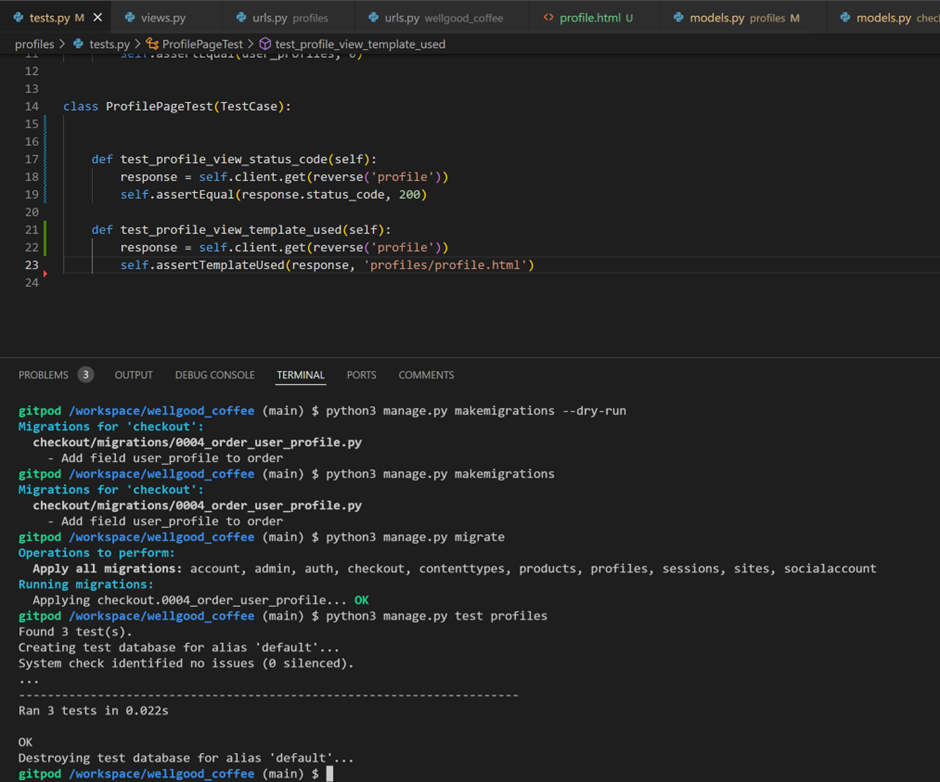 tests.py M views.py urls.py profiles urls.py wellgood_coffee profile.html U models.py profiles M models.py chec
profiles > tests.py > ProfilePageTest > test_profile_view_template_used
11 self.assertEqual(user_profiles, 0)
12
13
14 class ProfilePageTest(TestCase):
15
16
17 def test_profile_view_status_code(self):
18 response = self.client.get(reverse('profile'))
19 self.assertEqual(response.status_code, 200)
20
21 def test_profile_view_template_used(self):
22 response = self.client.get(reverse('profile'))
23 self.assertTemplateUsed(response, 'profiles/profile.html')
24
PROBLEMS 3 OUTPUT DEBUG CONSOLE TERMINAL PORTS COMMENTS
gitpod /workspace/wellgood_coffee (main) $ python3 manage.py makemigrations --dry-run
Migrations for 'checkout':
checkout/migrations/0004_order_user_profile.py
- Add field user_profile to order
gitpod /workspace/wellgood_coffee (main) $ python3 manage.py makemigrations
Migrations for 'checkout':
checkout/migrations/0004_order_user_profile.py
- Add field user_profile to order
gitpod /workspace/wellgood_coffee (main) $ python3 manage.py migrate
Operations to perform:
Apply all migrations: account, admin, auth, checkout, contenttypes, products, profiles, sessions, sites, socialaccount
Running migrations:
Applying checkout.0004_order_user_profile... OK
gitpod /workspace/wellgood_coffee (main) $ python3 manage.py test profiles
Found 3 test(s).
Creating test database for alias 'default'...
System check identified no issues (0 silenced).
...
----------------------------------------------------------------------
Ran 3 tests in 0.022s
OK
Destroying test database for alias 'default'...
gitpod /workspace/wellgood_coffee (main) $